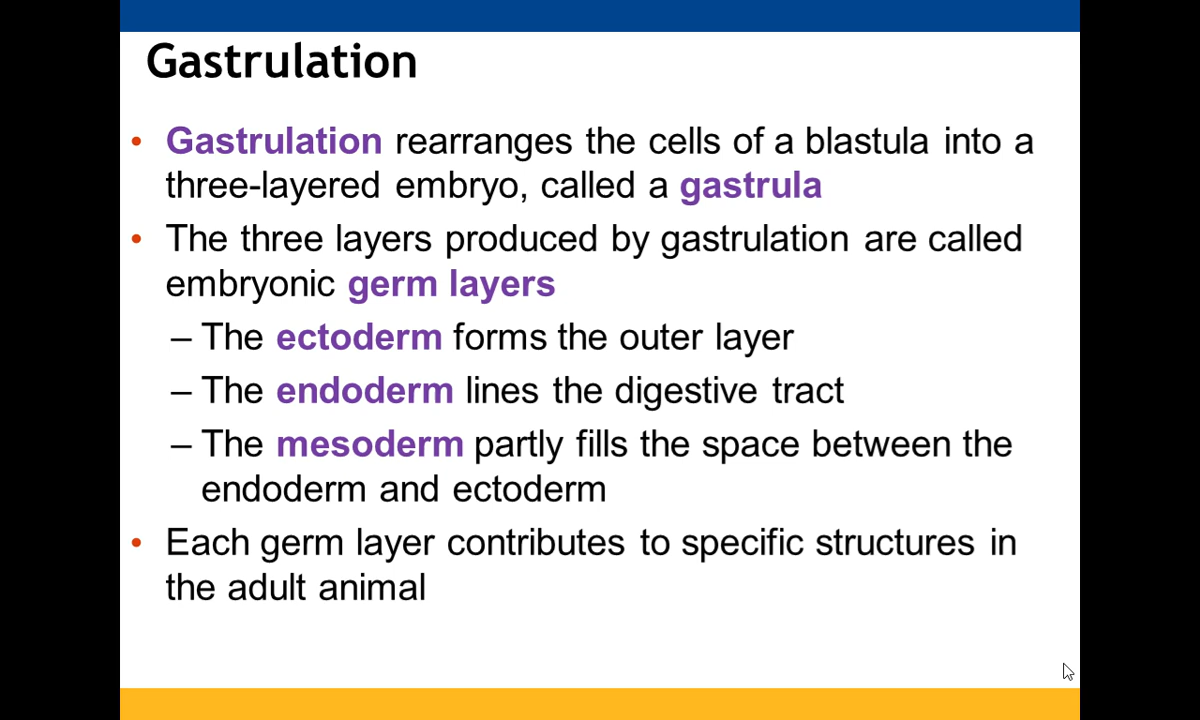 Gastrulation
• Gastrulation rearranges the cells of a blastula into a
three-layered embryo, called a gastrula
• The three layers produced by gastrulation are called
embryonic germ layers
– The ectoderm forms the outer layer
– The endoderm lines the digestive tract
– The mesoderm partly fills the space between the
endoderm and ectoderm
• Each germ layer contributes to specific structures in
the adult animal